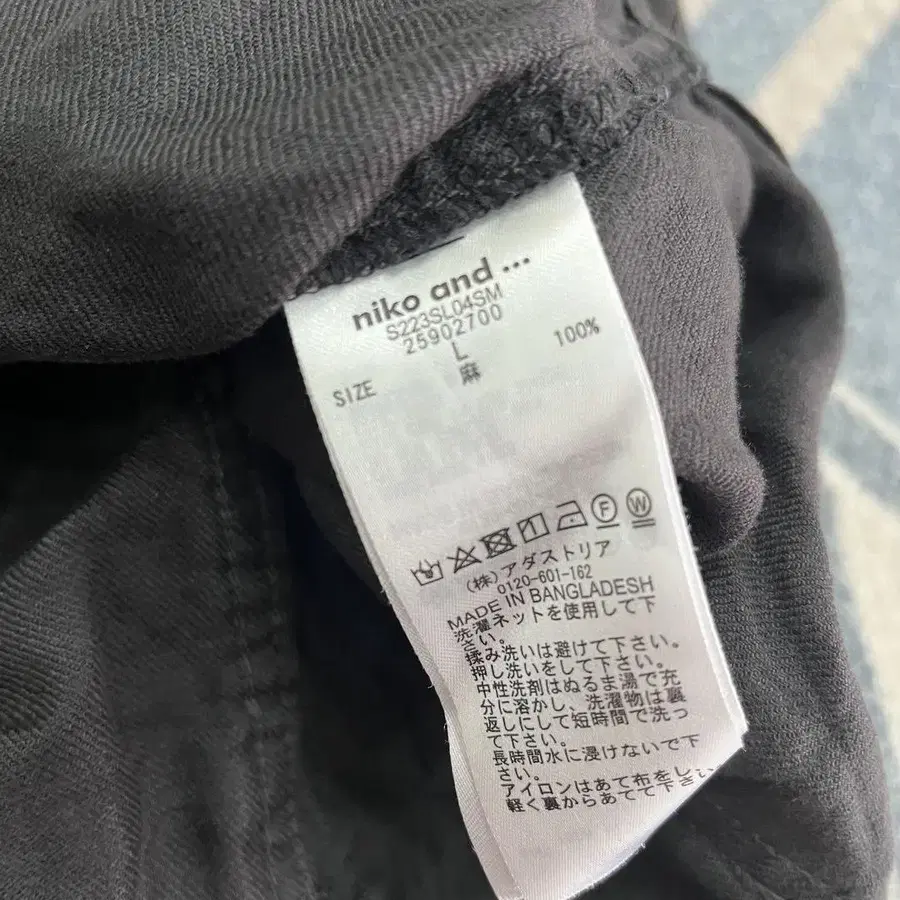 niko and ...
S223SL04SM
25902700
SIZE L
麻 100%
F W
(株)アダストリア
0120-601-162
MADE IN BANGLADESH
洗濯ネットを使用して下
さい。
揉み洗いは避けて下さい。
押し洗いをして下さい。
中性洗剤はぬるま湯で充
分に溶かし、洗濯物は裏
返しにして短時間で洗っ
て下さい。
長時間水に浸けないで下
さい。
アイロンはあて布をし、
軽く裏からあてて下さい